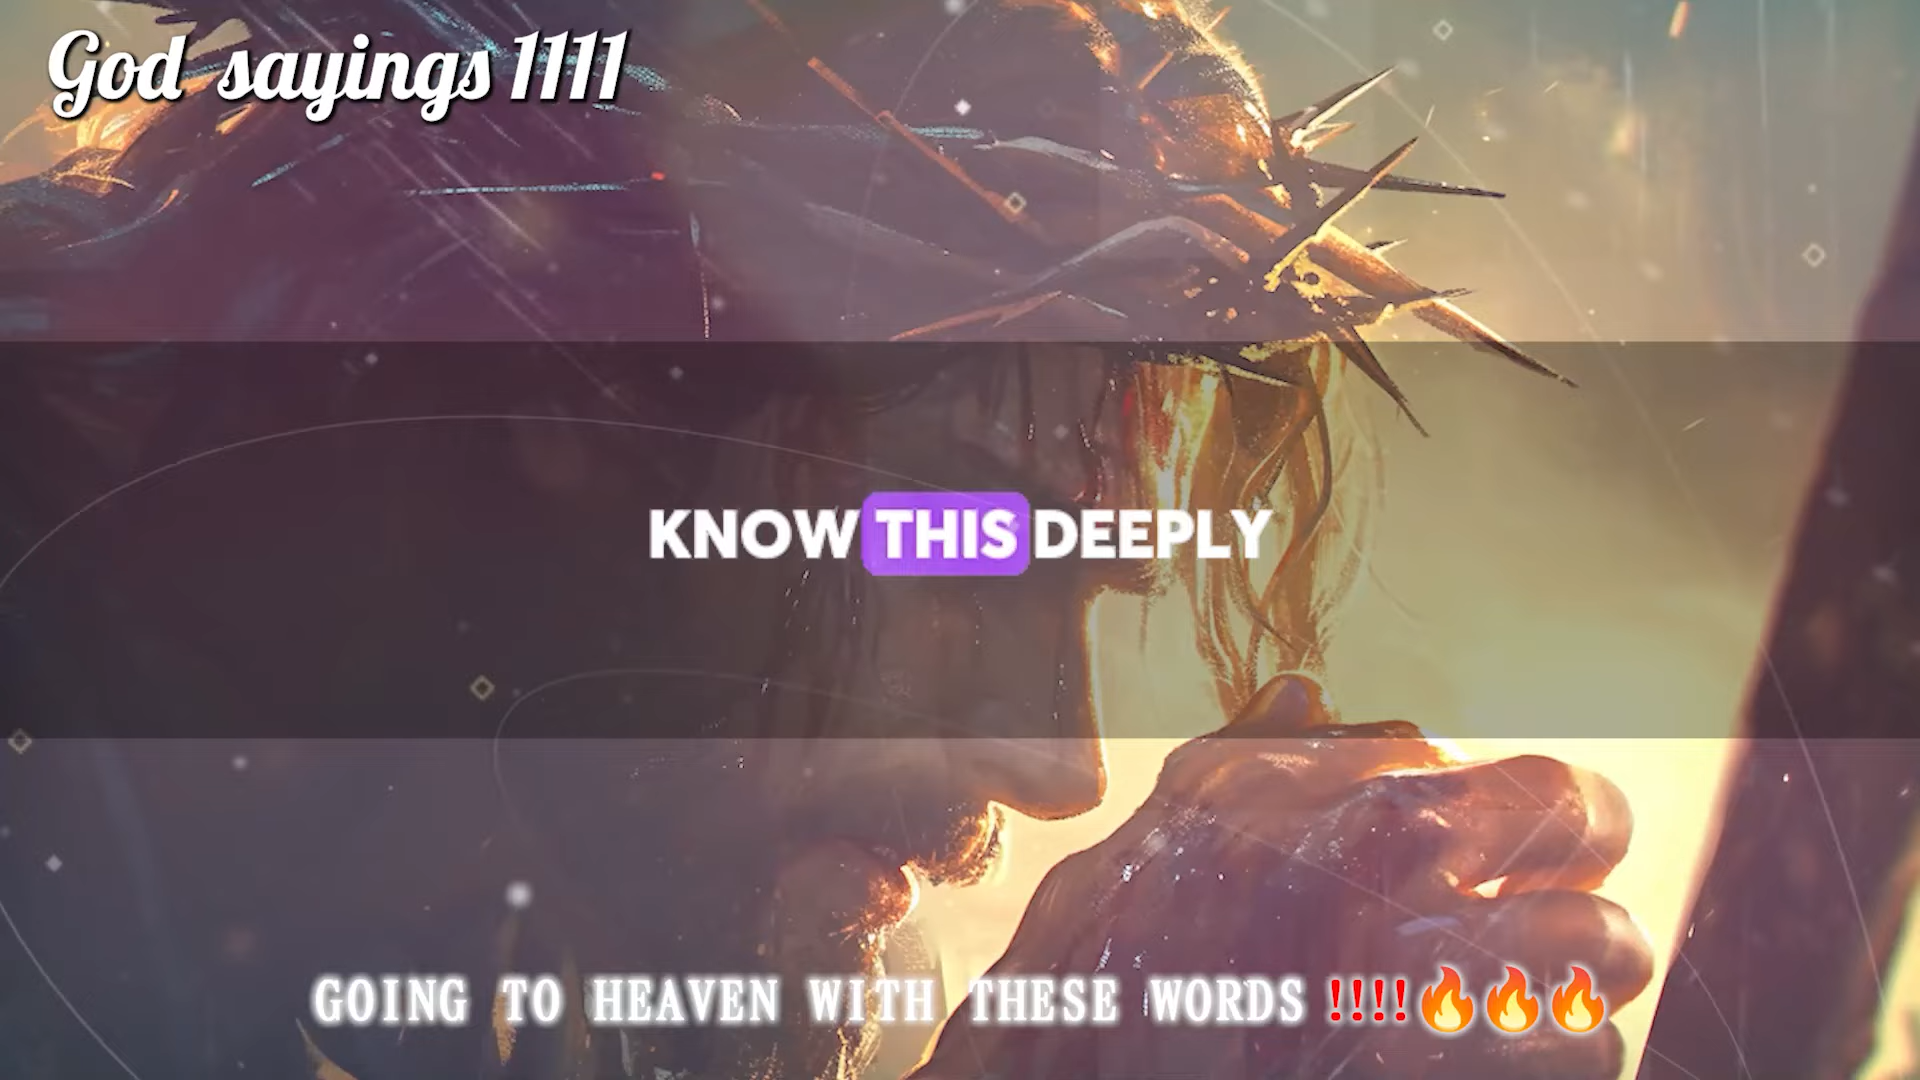 God sayings 1111
KNOW THIS DEEPLY
GOING TO HEAVEN WITH THESE WORDS !!!!🔥🔥🔥